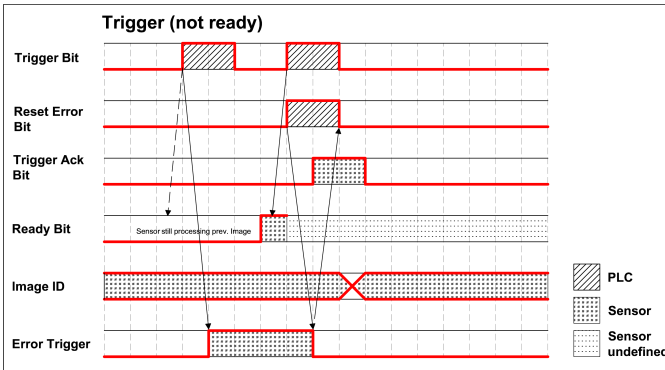 Trigger (not ready)
Trigger Bit
Reset Error
Bit
Trigger Ack
Bit
Ready Bit
Sensor still processing prev. Image
Image ID
Error Trigger
PLC
Sensor
Sensor
undefined